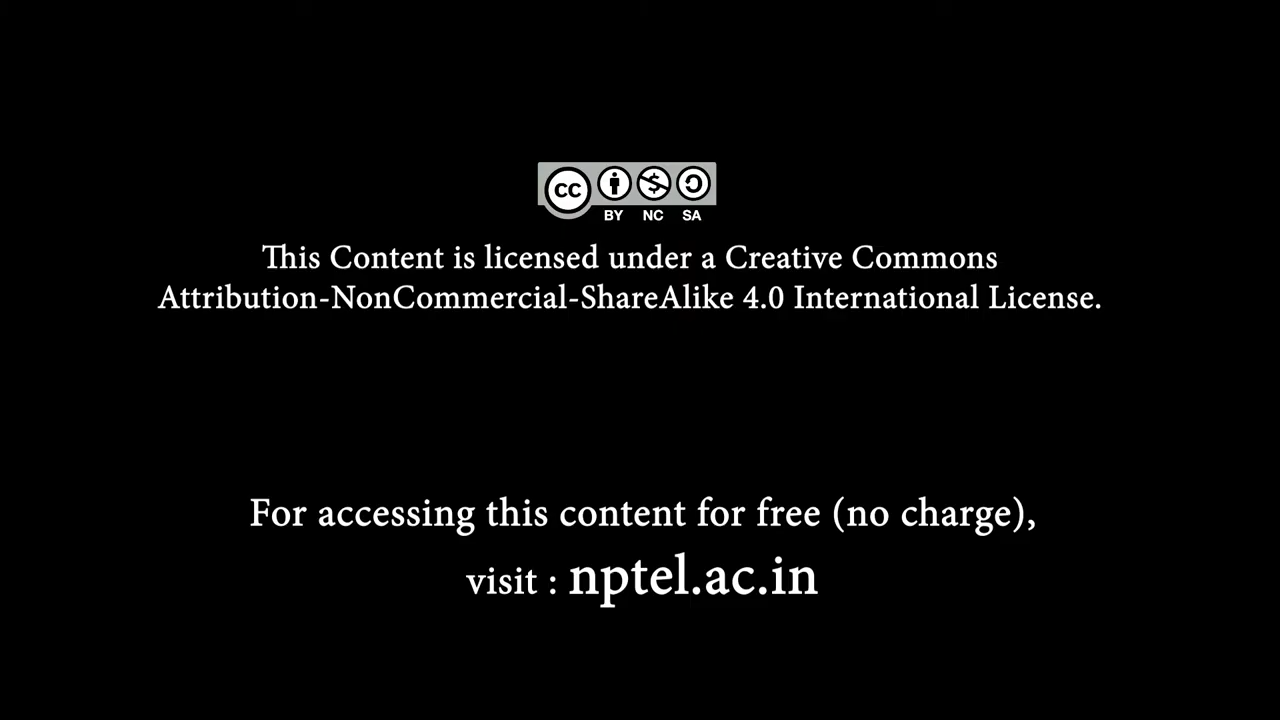 cc
BY NC SA
This Content is licensed under a Creative Commons
Attribution-NonCommercial-ShareAlike 4.0 International License.
For accessing this content for free (no charge),
visit : nptel.ac.in